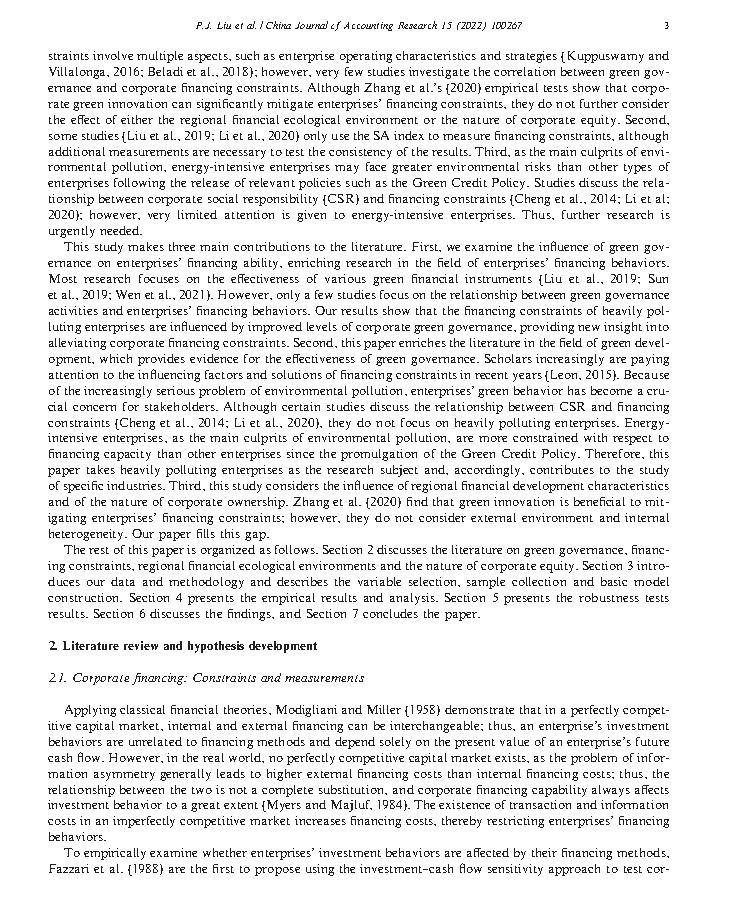 P.J. Liu et al. / China Journal of Accounting Research 15 (2022) 100267
3
straints involve multiple aspects, such as enterprise operating characteristics and strategies (Kuppuswamy and
Villalonga, 2016; Beladi et al., 2018); however, very few studies investigate the correlation between green gov-
ernance and corporate financing constraints. Although Zhang et al.'s (2020) empirical tests show that corpo-
rate green innovation can significantly mitigate enterprises' financing constraints, they do not further consider
the effect of either the regional financial ecological environment or the nature of corporate equity. Second,
some studies (Liu et al., 2019; Li et al., 2020) only use the SA index to measure financing constraints, although
additional measurements are necessary to test the consistency of the results. Third, as the main culprits of envi-
ronmental pollution, energy-intensive enterprises may face greater environmental risks than other types of
enterprises following the release of relevant policies such as the Green Credit Policy. Studies discuss the rela-
tionship between corporate social responsibility (CSR) and financing constraints (Cheng et al., 2014; Li et al;
2020); however, very limited attention is given to energy-intensive enterprises. Thus, further research is
urgently needed.
This study makes three main contributions to the literature. First, we examine the influence of green gov-
ernance on enterprises' financing ability, enriching research in the field of enterprises' financing behaviors.
Most research focuses on the effectiveness of various green financial instruments (Liu et al., 2019; Sun
et al., 2019; Wen et al., 2021). However, only a few studies focus on the relationship between green governance
activities and enterprises' financing behaviors. Our results show that the financing constraints of heavily pol-
luting enterprises are influenced by improved levels of corporate green governance, providing new insight into
alleviating corporate financing constraints. Second, this paper enriches the literature in the field of green devel-
opment, which provides evidence for the effectiveness of green governance. Scholars increasingly are paying
attention to the influencing factors and solutions of financing constraints in recent years (Leon, 2015). Because
of the increasingly serious problem of environmental pollution, enterprises' green behavior has become a cru-
cial concern for stakeholders. Although certain studies discuss the relationship between CSR and financing
constraints (Cheng et al., 2014; Li et al., 2020), they do not focus on heavily polluting enterprises. Energy-
intensive enterprises, as the main culprits of environmental pollution, are more constrained with respect to
financing capacity than other enterprises since the promulgation of the Green Credit Policy. Therefore, this
paper takes heavily polluting enterprises as the research subject and, accordingly, contributes to the study
of specific industries. Third, this study considers the influence of regional financial development characteristics
and of the nature of corporate ownership. Zhang et al. (2020) find that green innovation is beneficial to mit-
igating enterprises' financing constraints; however, they do not consider external environment and internal
heterogeneity. Our paper fills this gap.
The rest of this paper is organized as follows. Section 2 discusses the literature on green governance, financ-
ing constraints, regional financial ecological environments and the nature of corporate equity. Section 3 intro-
duces our data and methodology and describes the variable selection, sample collection and basic model
construction. Section 4 presents the empirical results and analysis. Section 5 presents the robustness tests
results. Section 6 discusses the findings, and Section 7 concludes the paper.
2. Literature review and hypothesis development
2.1. Corporate financing: Constraints and measurements
Applying classical financial theories, Modigliani and Miller (1958) demonstrate that in a perfectly compet-
itive capital market, internal and external financing can be interchangeable; thus, an enterprise's investment
behaviors are unrelated to financing methods and depend solely on the present value of an enterprise's future
cash flow. However, in the real world, no perfectly competitive capital market exists, as the problem of infor-
mation asymmetry generally leads to higher external financing costs than internal financing costs; thus, the
relationship between the two is not a complete substitution, and corporate financing capability always affects
investment behavior to a great extent (Myers and Majluf, 1984). The existence of transaction and information
costs in an imperfectly competitive market increases financing costs, thereby restricting enterprises' financing
behaviors.
To empirically examine whether enterprises' investment behaviors are affected by their financing methods,
Fazzari et al. (1988) are the first to propose using the investment–cash flow sensitivity approach to test cor-